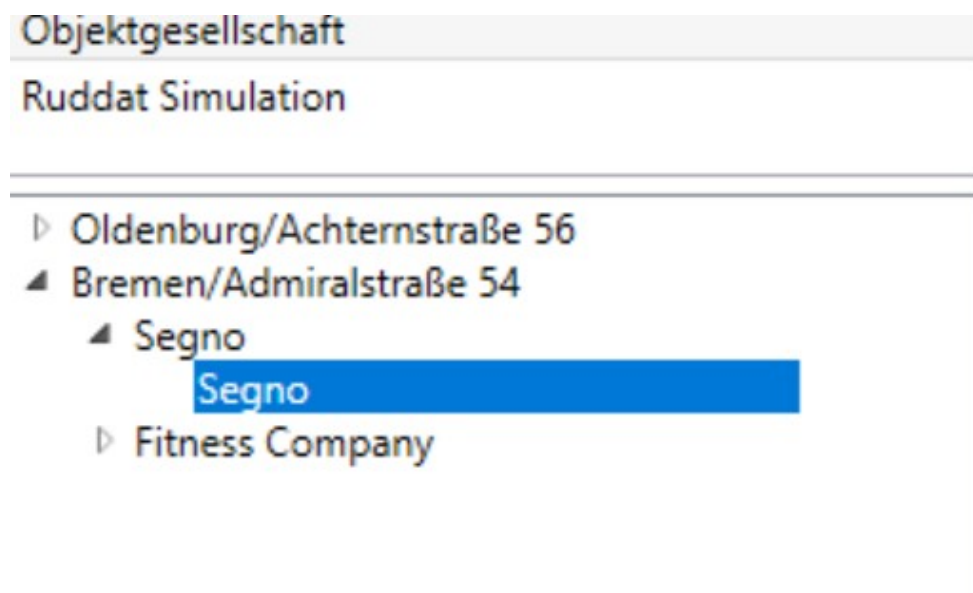 Objektgesellschaft
Ruddat Simulation
Oldenburg/Achternstraße 56
Bremen/Admiralstraße 54
Segno
Segno
Fitness Company